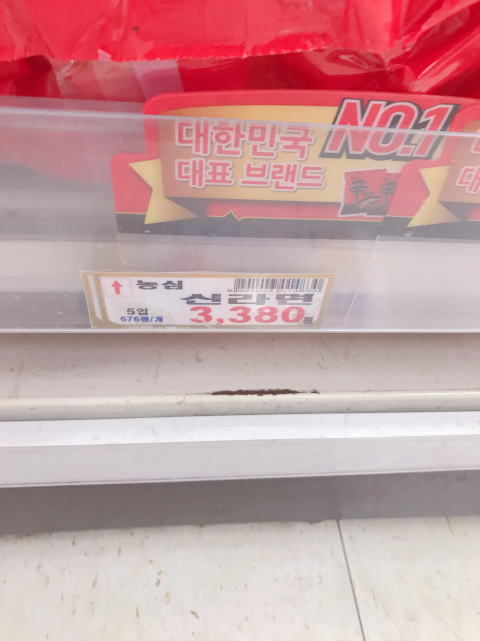 대한민국 NO.1
대표 브랜드
辛
농심
신라면
5입
676원/개
3,380원